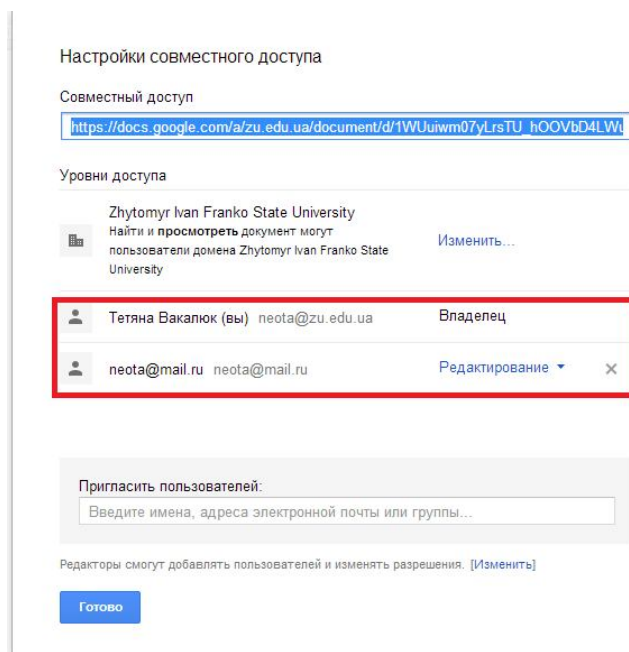 Настройки совместного доступа
Совместный доступ
https://docs.google.com/a/zu.edu.ua/document/d/1WUuiwm07yLrsTU_hOOVbD4LWu
Уровни доступа
Zhytomyr Ivan Franko State University
Найти и просмотреть документ могут
пользователи домена Zhytomyr Ivan Franko State
University
Изменить...
Тетяна Вакалюк (вы) neota@zu.edu.ua Владелец
neota@mail.ru neota@mail.ru Редактирование
Пригласить пользователей:
Введите имена, адреса электронной почты или группы...
Редакторы смогут добавлять пользователей и изменять разрешения. [Изменить]
Готово